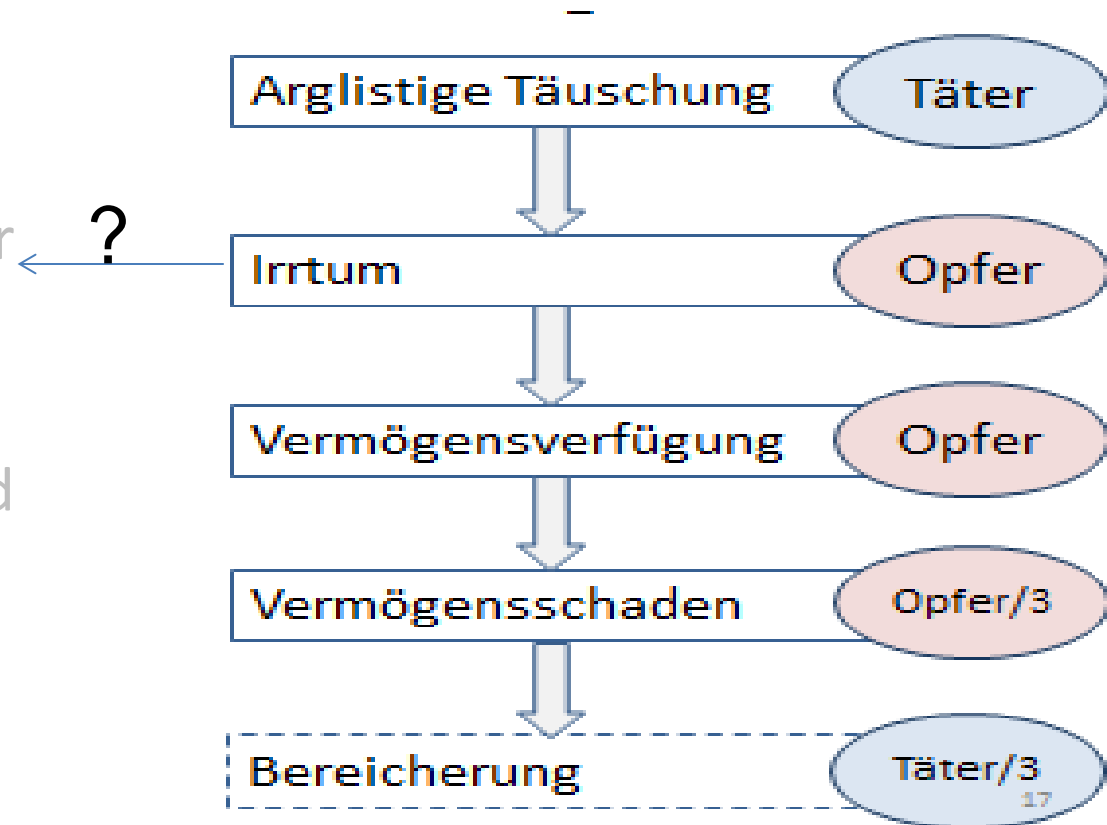 Arglistige Täuschung Täter
r ?
Irrtum Opfer
Vermögensverfügung Opfer
d
Vermögensschaden Opfer/3
Bereicherung Täter/3
17